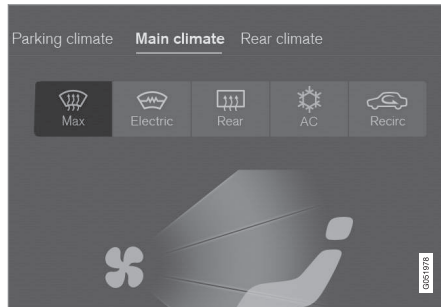 Parking climate Main climate Rear climate
Max Electric Rear AC Recirc
G051978